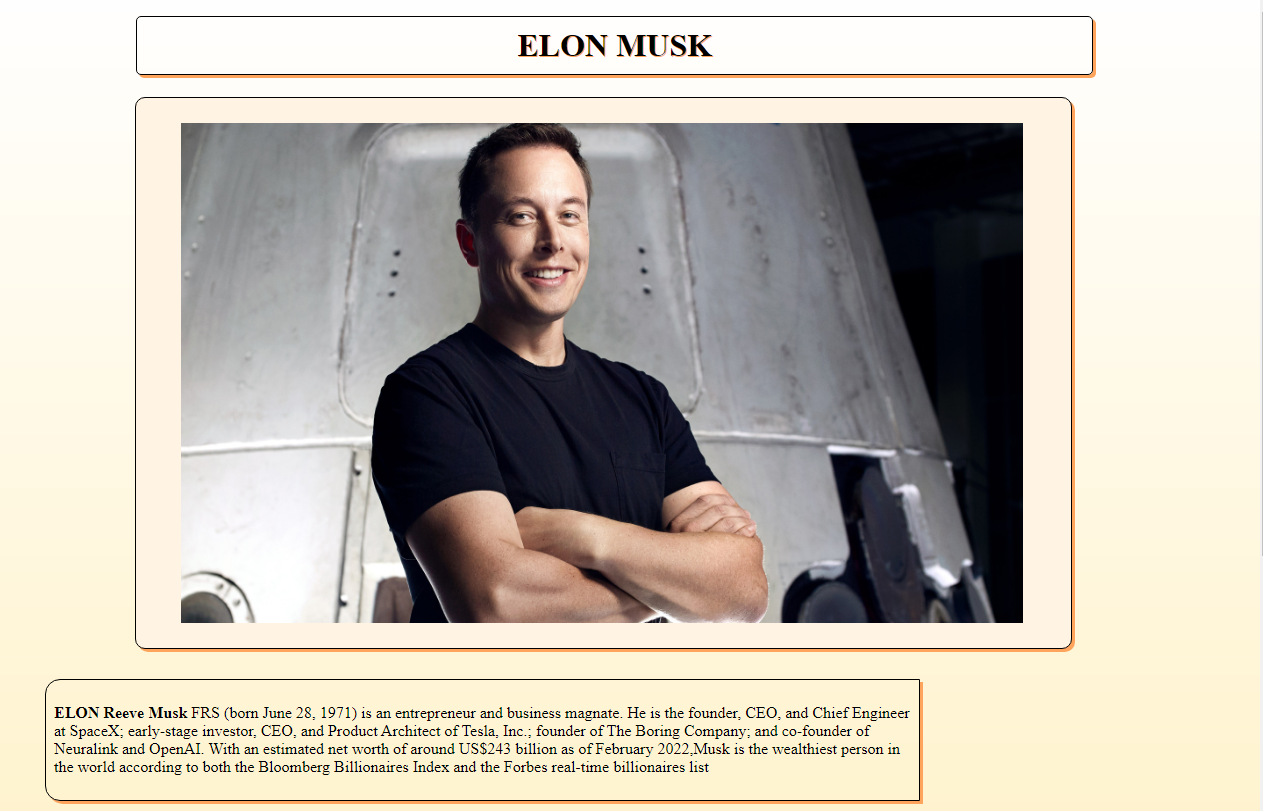 ELON MUSK
ELON Reeve Musk FRS (born June 28, 1971) is an entrepreneur and business magnate. He is the founder, CEO, and Chief Engineer
at SpaceX; early-stage investor, CEO, and Product Architect of Tesla, Inc.; founder of The Boring Company; and co-founder of
Neuralink and OpenAI. With an estimated net worth of around US$243 billion as of February 2022,Musk is the wealthiest person in
the world according to both the Bloomberg Billionaires Index and the Forbes real-time billionaires list